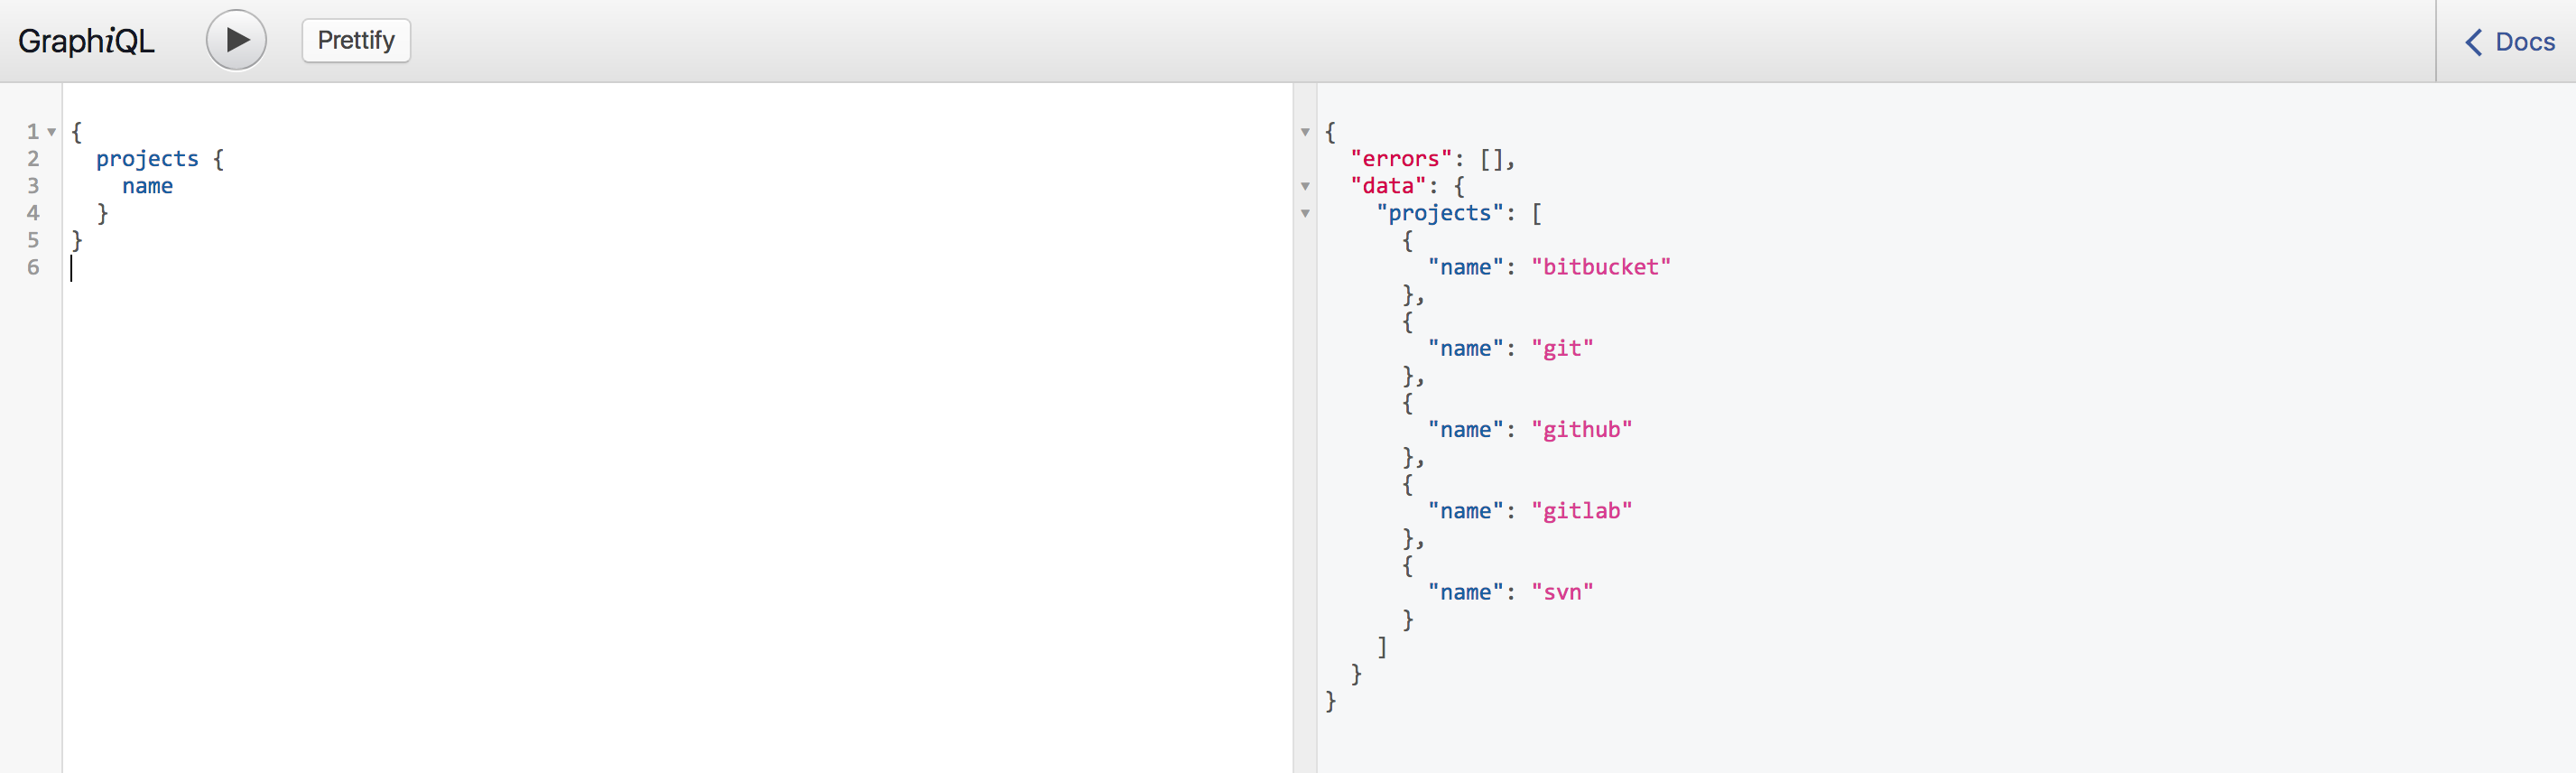 GraphiQL Prettify Docs
1 {
2   projects {
3     name
4   }
5 }
6
{
  "errors": [],
  "data": {
    "projects": [
      {
        "name": "bitbucket"
      },
      {
        "name": "git"
      },
      {
        "name": "github"
      },
      {
        "name": "gitlab"
      },
      {
        "name": "svn"
      }
    ]
  }
}